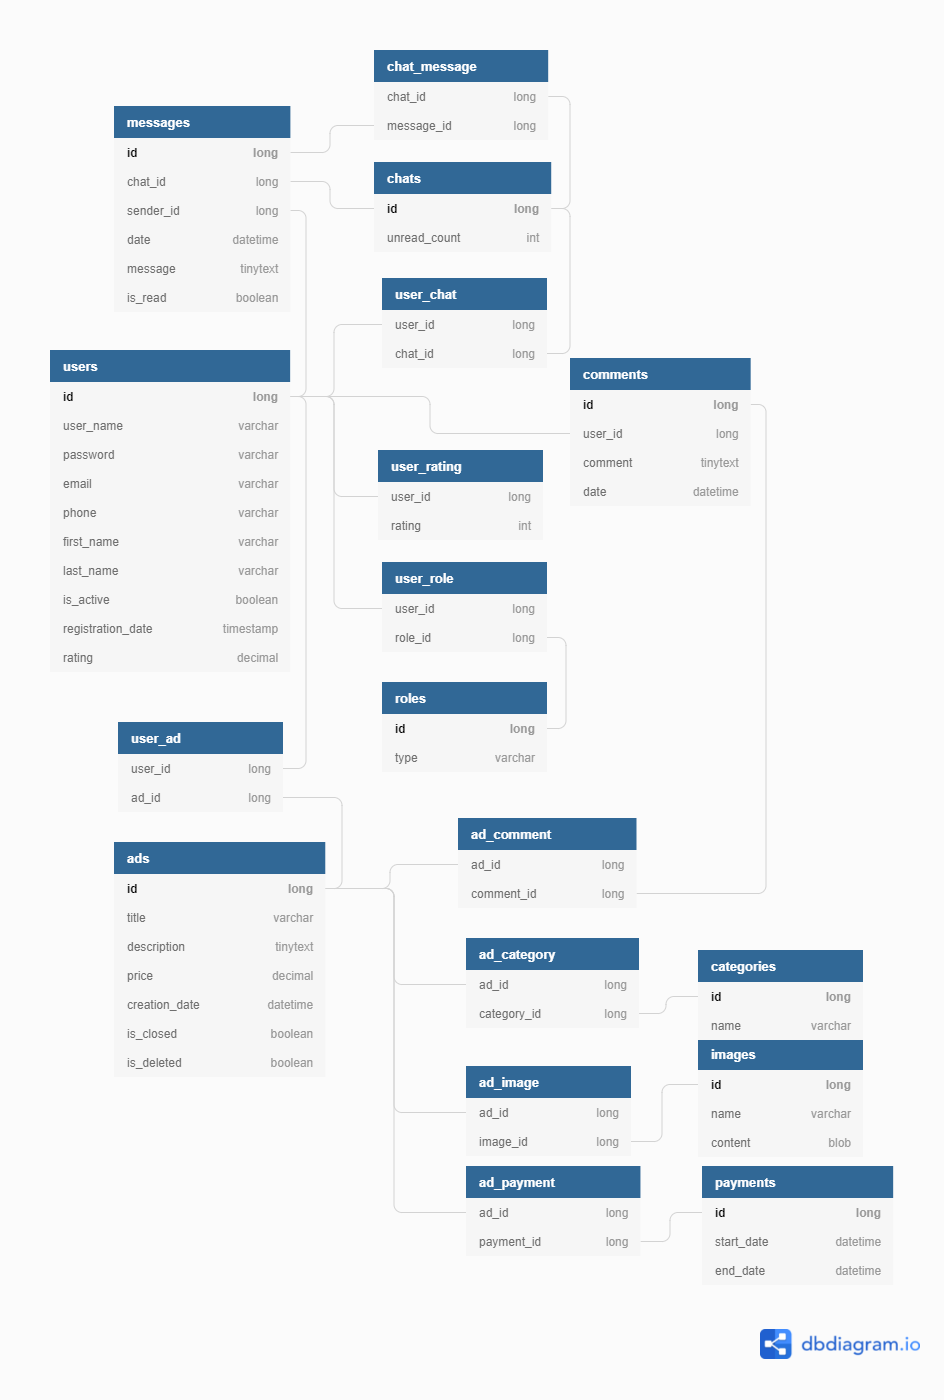 chat_message
chat_id long
message_id long
messages
id long
chat_id long
sender_id long
date datetime
message tinytext
is_read boolean
chats
id long
unread_count int
user_chat
user_id long
chat_id long
users
id long
user_name varchar
password varchar
email varchar
phone varchar
first_name varchar
last_name varchar
is_active boolean
registration_date timestamp
rating decimal
comments
id long
user_id long
comment tinytext
date datetime
user_rating
user_id long
rating int
user_role
user_id long
role_id long
roles
id long
type varchar
user_ad
user_id long
ad_id long
ads
id long
title varchar
description tinytext
price decimal
creation_date datetime
is_closed boolean
is_deleted boolean
ad_comment
ad_id long
comment_id long
ad_category
ad_id long
category_id long
categories
id long
name varchar
images
id long
name varchar
content blob
ad_image
ad_id long
image_id long
ad_payment
ad_id long
payment_id long
payments
id long
start_date datetime
end_date datetime
dbdiagram.io